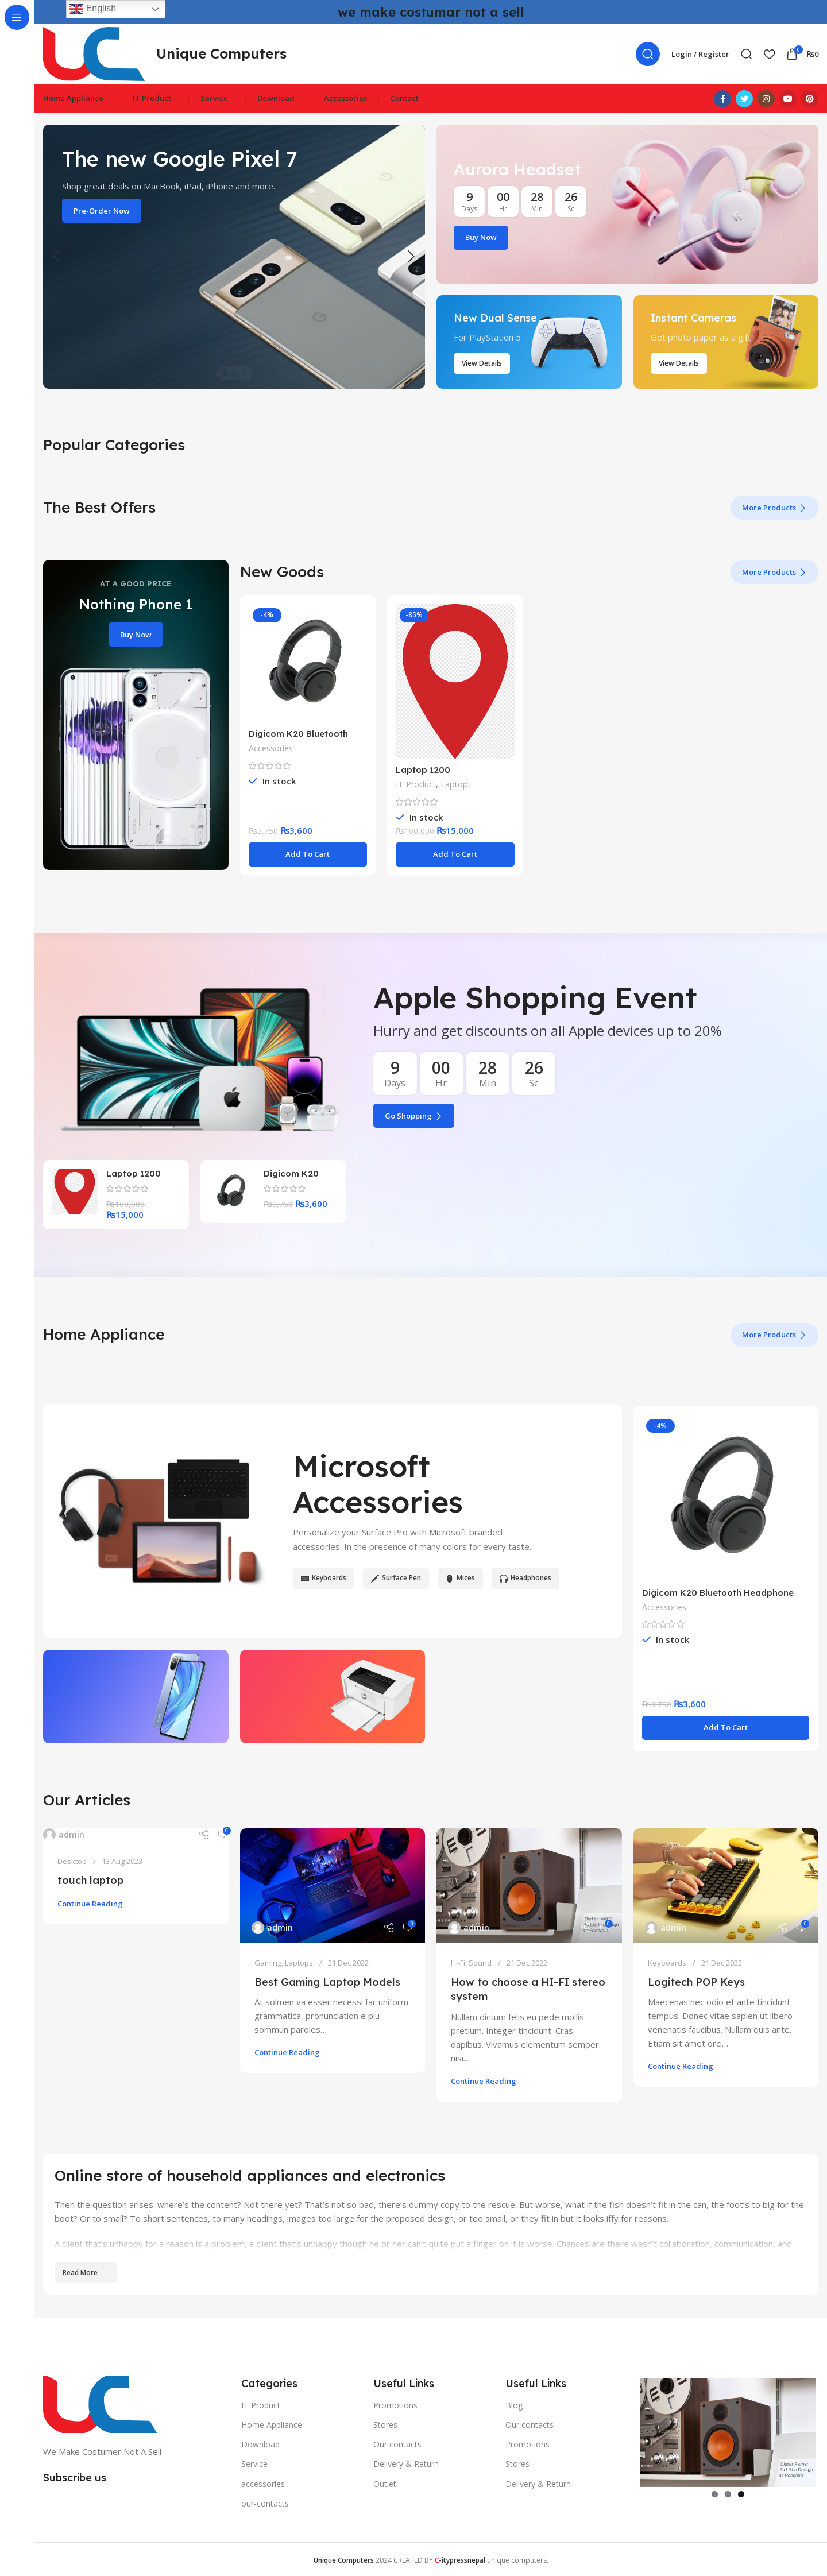 English
we make costumar not a sell
Unique Computers
Login / Register
0
₨0
Home Appliance
IT Product
Service
Download
Accessories
Contact
The new Google Pixel 7
Shop great deals on MacBook, iPad, iPhone and more.
Pre-Order Now
Aurora Headset
9 00 28 26
Days Hr Min Sc
Buy Now
New Dual Sense
For PlayStation 5
View Details
Instant Cameras
Get photo paper as a gift
View Details
Popular Categories
The Best Offers
More Products
AT A GOOD PRICE
Nothing Phone 1
Buy Now
New Goods
More Products
-4%
Digicom K20 Bluetooth
Accessories
In stock
₨3,750 ₨3,600
Add To Cart
-85%
Laptop 1200
IT Product, Laptop
In stock
₨100,000 ₨15,000
Add To Cart
Apple Shopping Event
Hurry and get discounts on all Apple devices up to 20%
9 00 28 26
Days Hr Min Sc
Go Shopping
Laptop 1200
₨100,000
₨15,000
Digicom K20
₨3,750 ₨3,600
Home Appliance
More Products
Microsoft
Accessories
Personalize your Surface Pro with Microsoft branded
accessories. In the presence of many colors for every taste.
Keyboards
Surface Pen
Mices
Headphones
-4%
Digicom K20 Bluetooth Headphone
Accessories
In stock
₨3,750 ₨3,600
Add To Cart
Our Articles
admin
0
Desktop / 13 Aug 2023
touch laptop
Continue Reading
admin
0
Gaming, Laptops / 21 Dec 2022
Best Gaming Laptop Models
At solmen va esser necessi far uniform
grammatica, pronunciation e plu
sommun paroles...
Continue Reading
admin
0
Hi-Fi, Sound / 21 Dec 2022
How to choose a HI-FI stereo
system
Nullam dictum felis eu pede mollis
pretium. Integer tincidunt. Cras
dapibus. Vivamus elementum semper
nisi...
Continue Reading
admin
0
Keyboards / 21 Dec 2022
Logitech POP Keys
Maecenas nec odio et ante tincidunt
tempus. Donec vitae sapien ut libero
venenatis faucibus. Nullam quis ante.
Etiam sit amet orci...
Continue Reading
Online store of household appliances and electronics
Then the question arises: where's the content? Not there yet? That's not so bad, there's dummy copy to the rescue. But worse, what if the fish doesn't fit in the can, the foot's to big for the
boot? Or to small? To short sentences, to many headings, images too large for the proposed design, or too small, or they fit in but it looks iffy for reasons.
A client that's unhappy for a reason is a problem, a client that's unhappy though he or her can't quite put a finger on it is worse. Chances are there wasn't collaboration, communication, and
Read More
We Make Costumer Not A Sell
Subscribe us
Categories
IT Product
Home Appliance
Download
Service
accessories
our-contacts
Useful Links
Promotions
Stores
Our contacts
Delivery & Return
Outlet
Useful Links
Blog
Our contacts
Promotions
Stores
Delivery & Return
Unique Computers 2024 CREATED BY C-itypressnepal.unique computers.